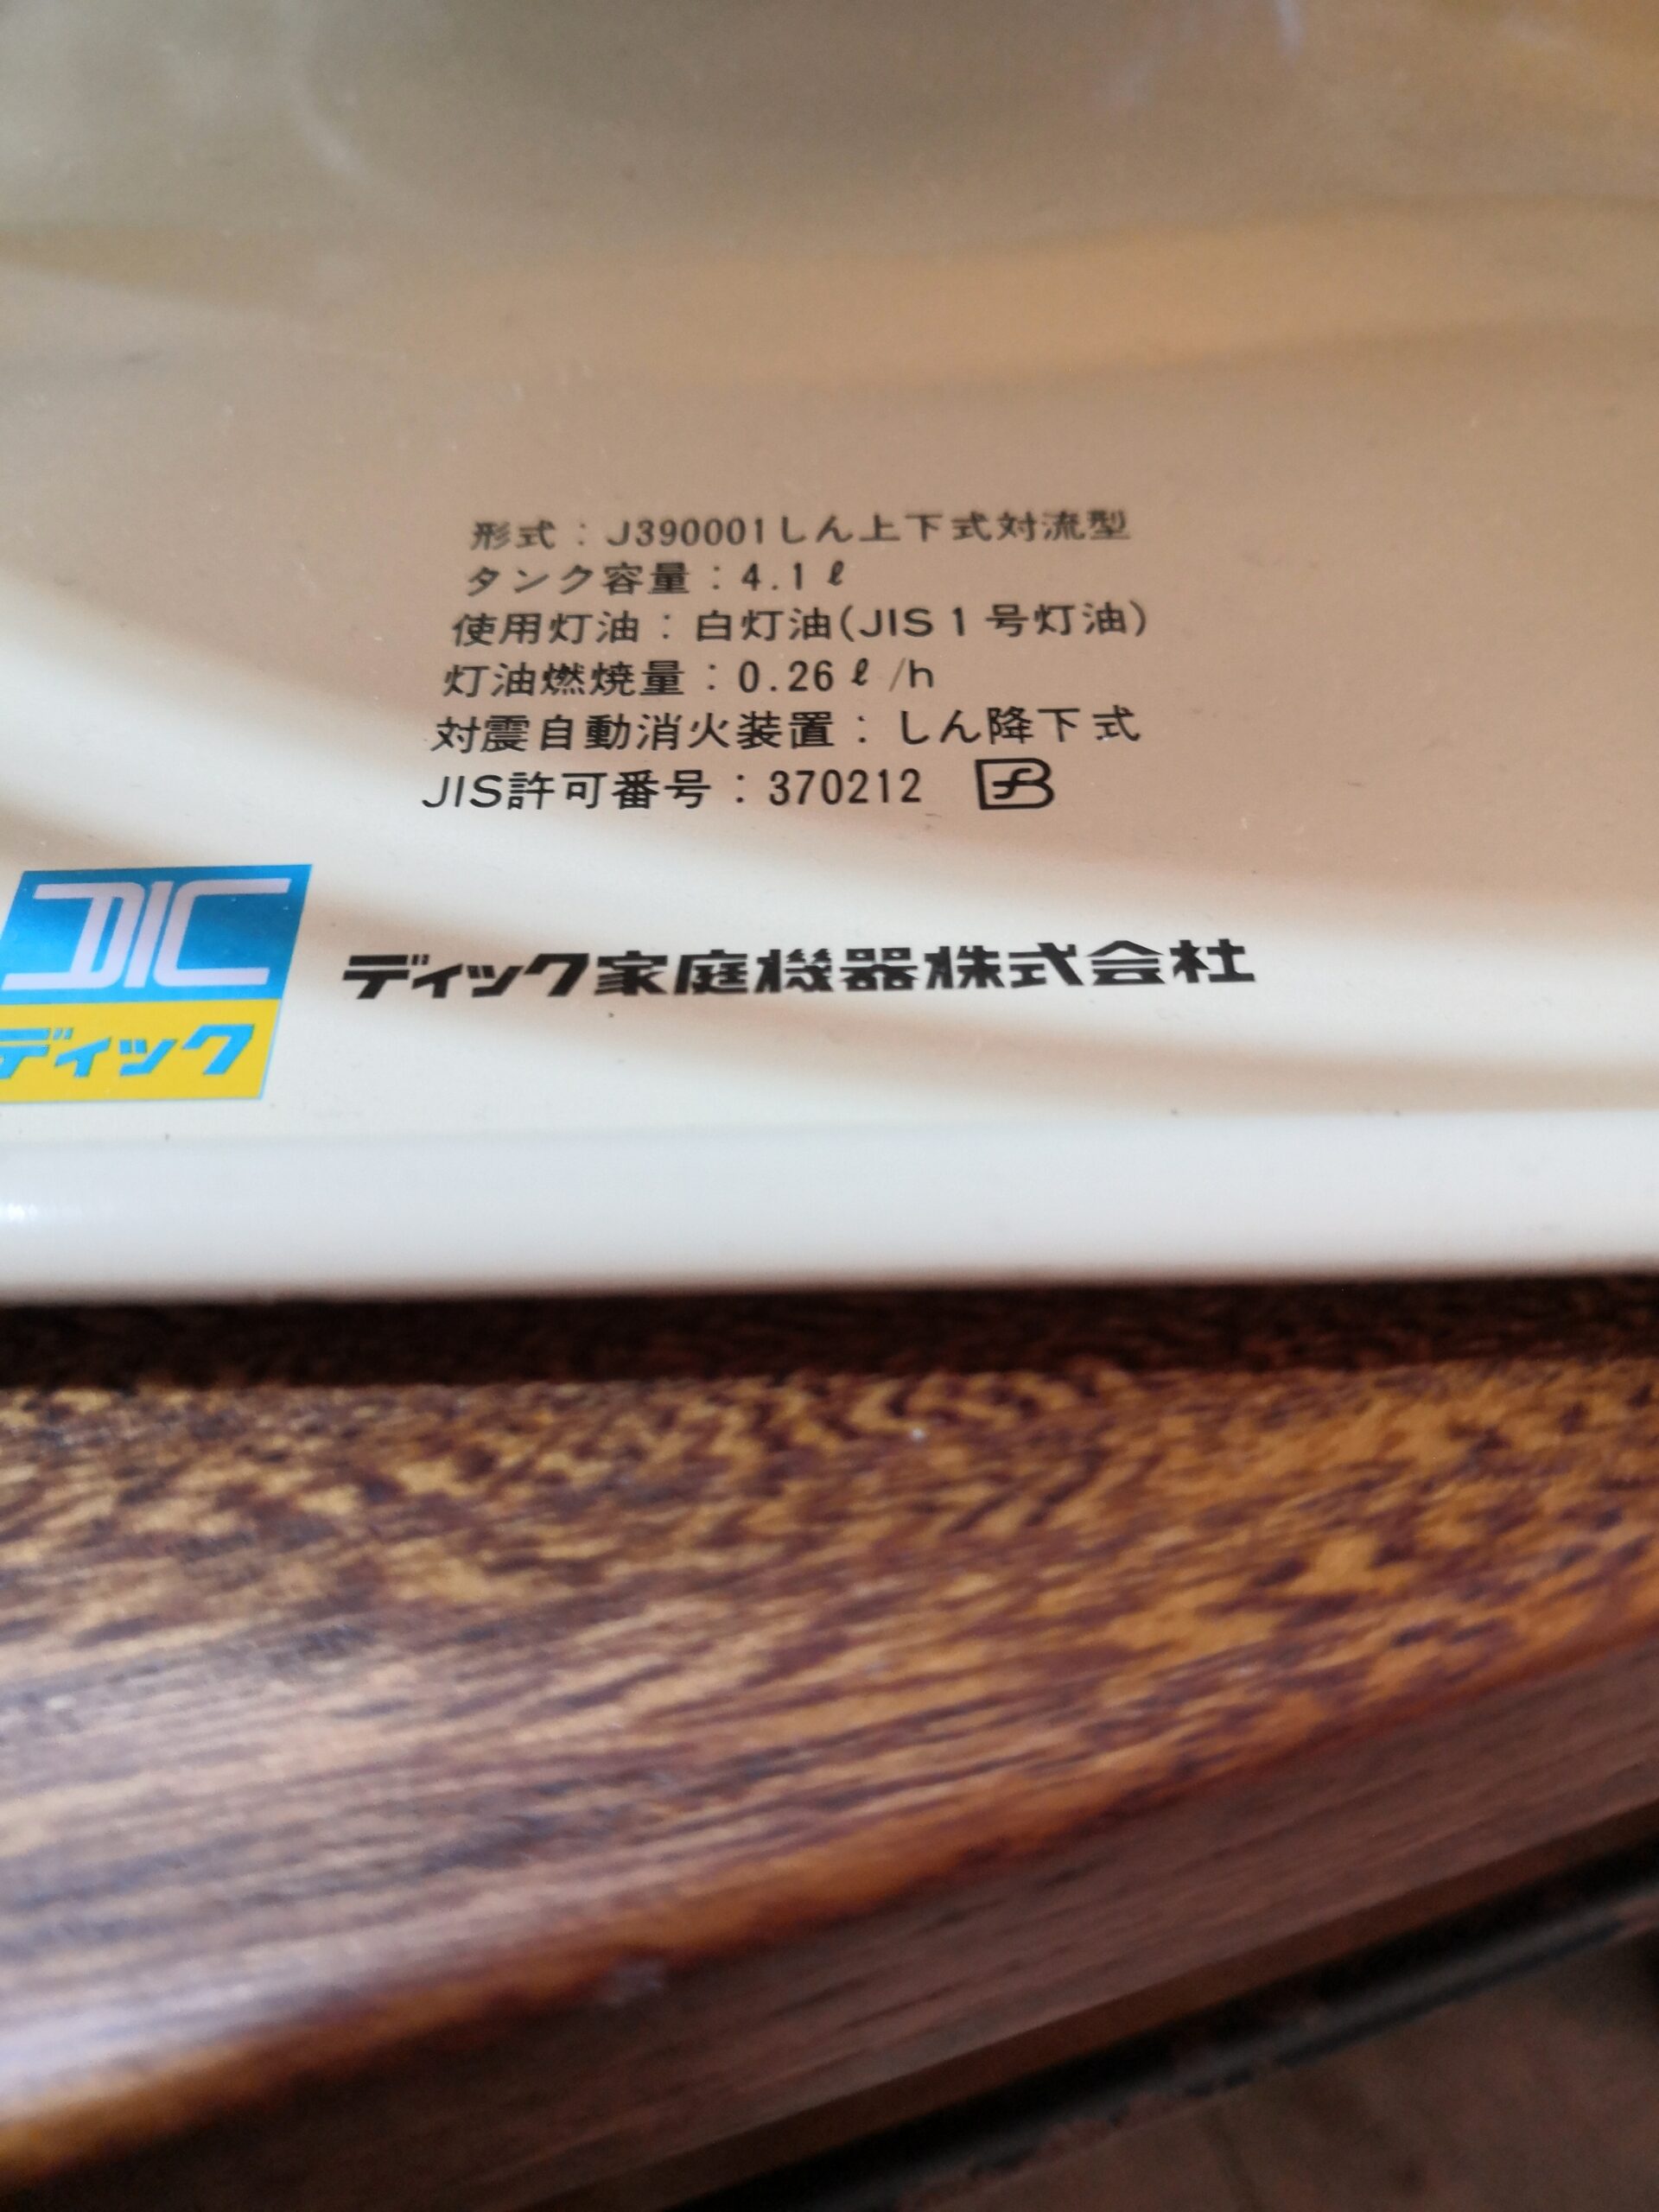 形式：J390001しん上下式対流型
タンク容量：4.1ℓ
使用灯油：白灯油(JIS1号灯油)
灯油燃焼量：0.26ℓ/h
対震自動消火装置：しん降下式
JIS許可番号：370212
DIC
ディック
ディック家庭機器株式会社